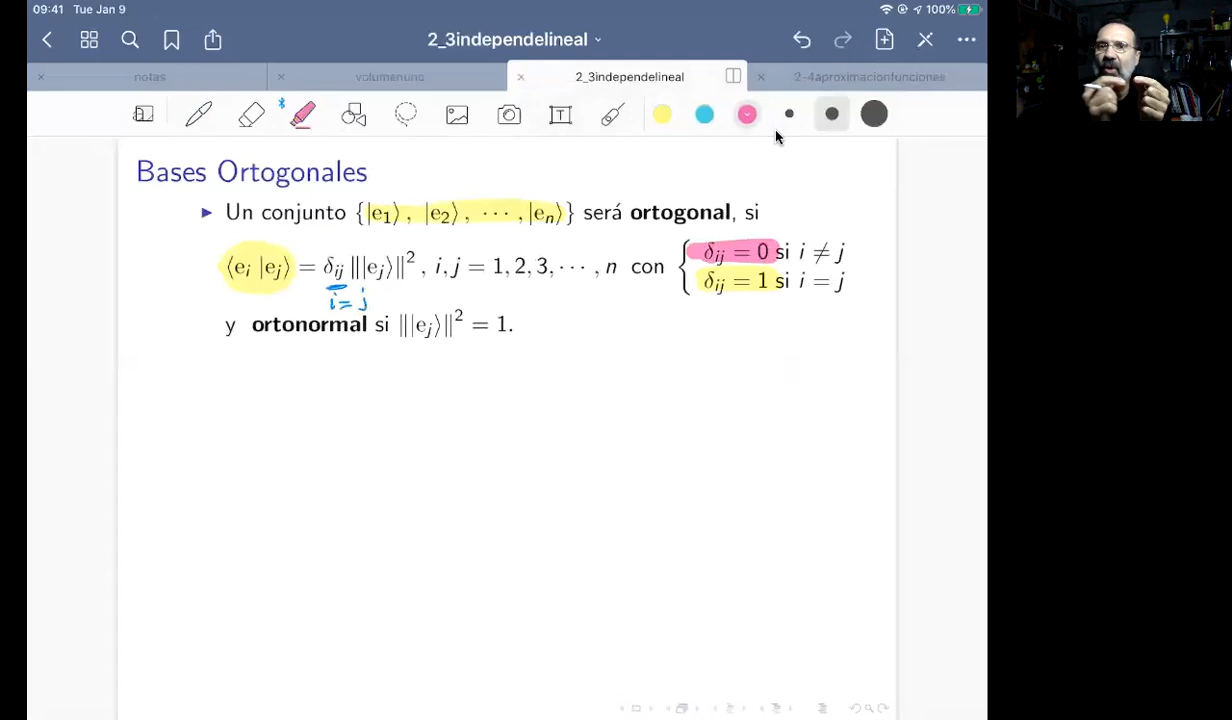 09:41 Tue Jan 9
100%
2_3independelineal
notas
volumenuno
2_3independelineal
2-4aproximacionfunciones
Bases Ortogonales
▶ Un conjunto {|e₁⟩, |e₂⟩, ⋯, |eₙ⟩} será ortogonal, si
⟨eᵢ |eⱼ⟩ = δᵢⱼ ‖|eⱼ⟩‖², i, j = 1, 2, 3, ⋯, n con { δᵢⱼ = 0 si i ≠ j
δᵢⱼ = 1 si i = j
i = j
y ortonormal si ‖|eⱼ⟩‖² = 1.